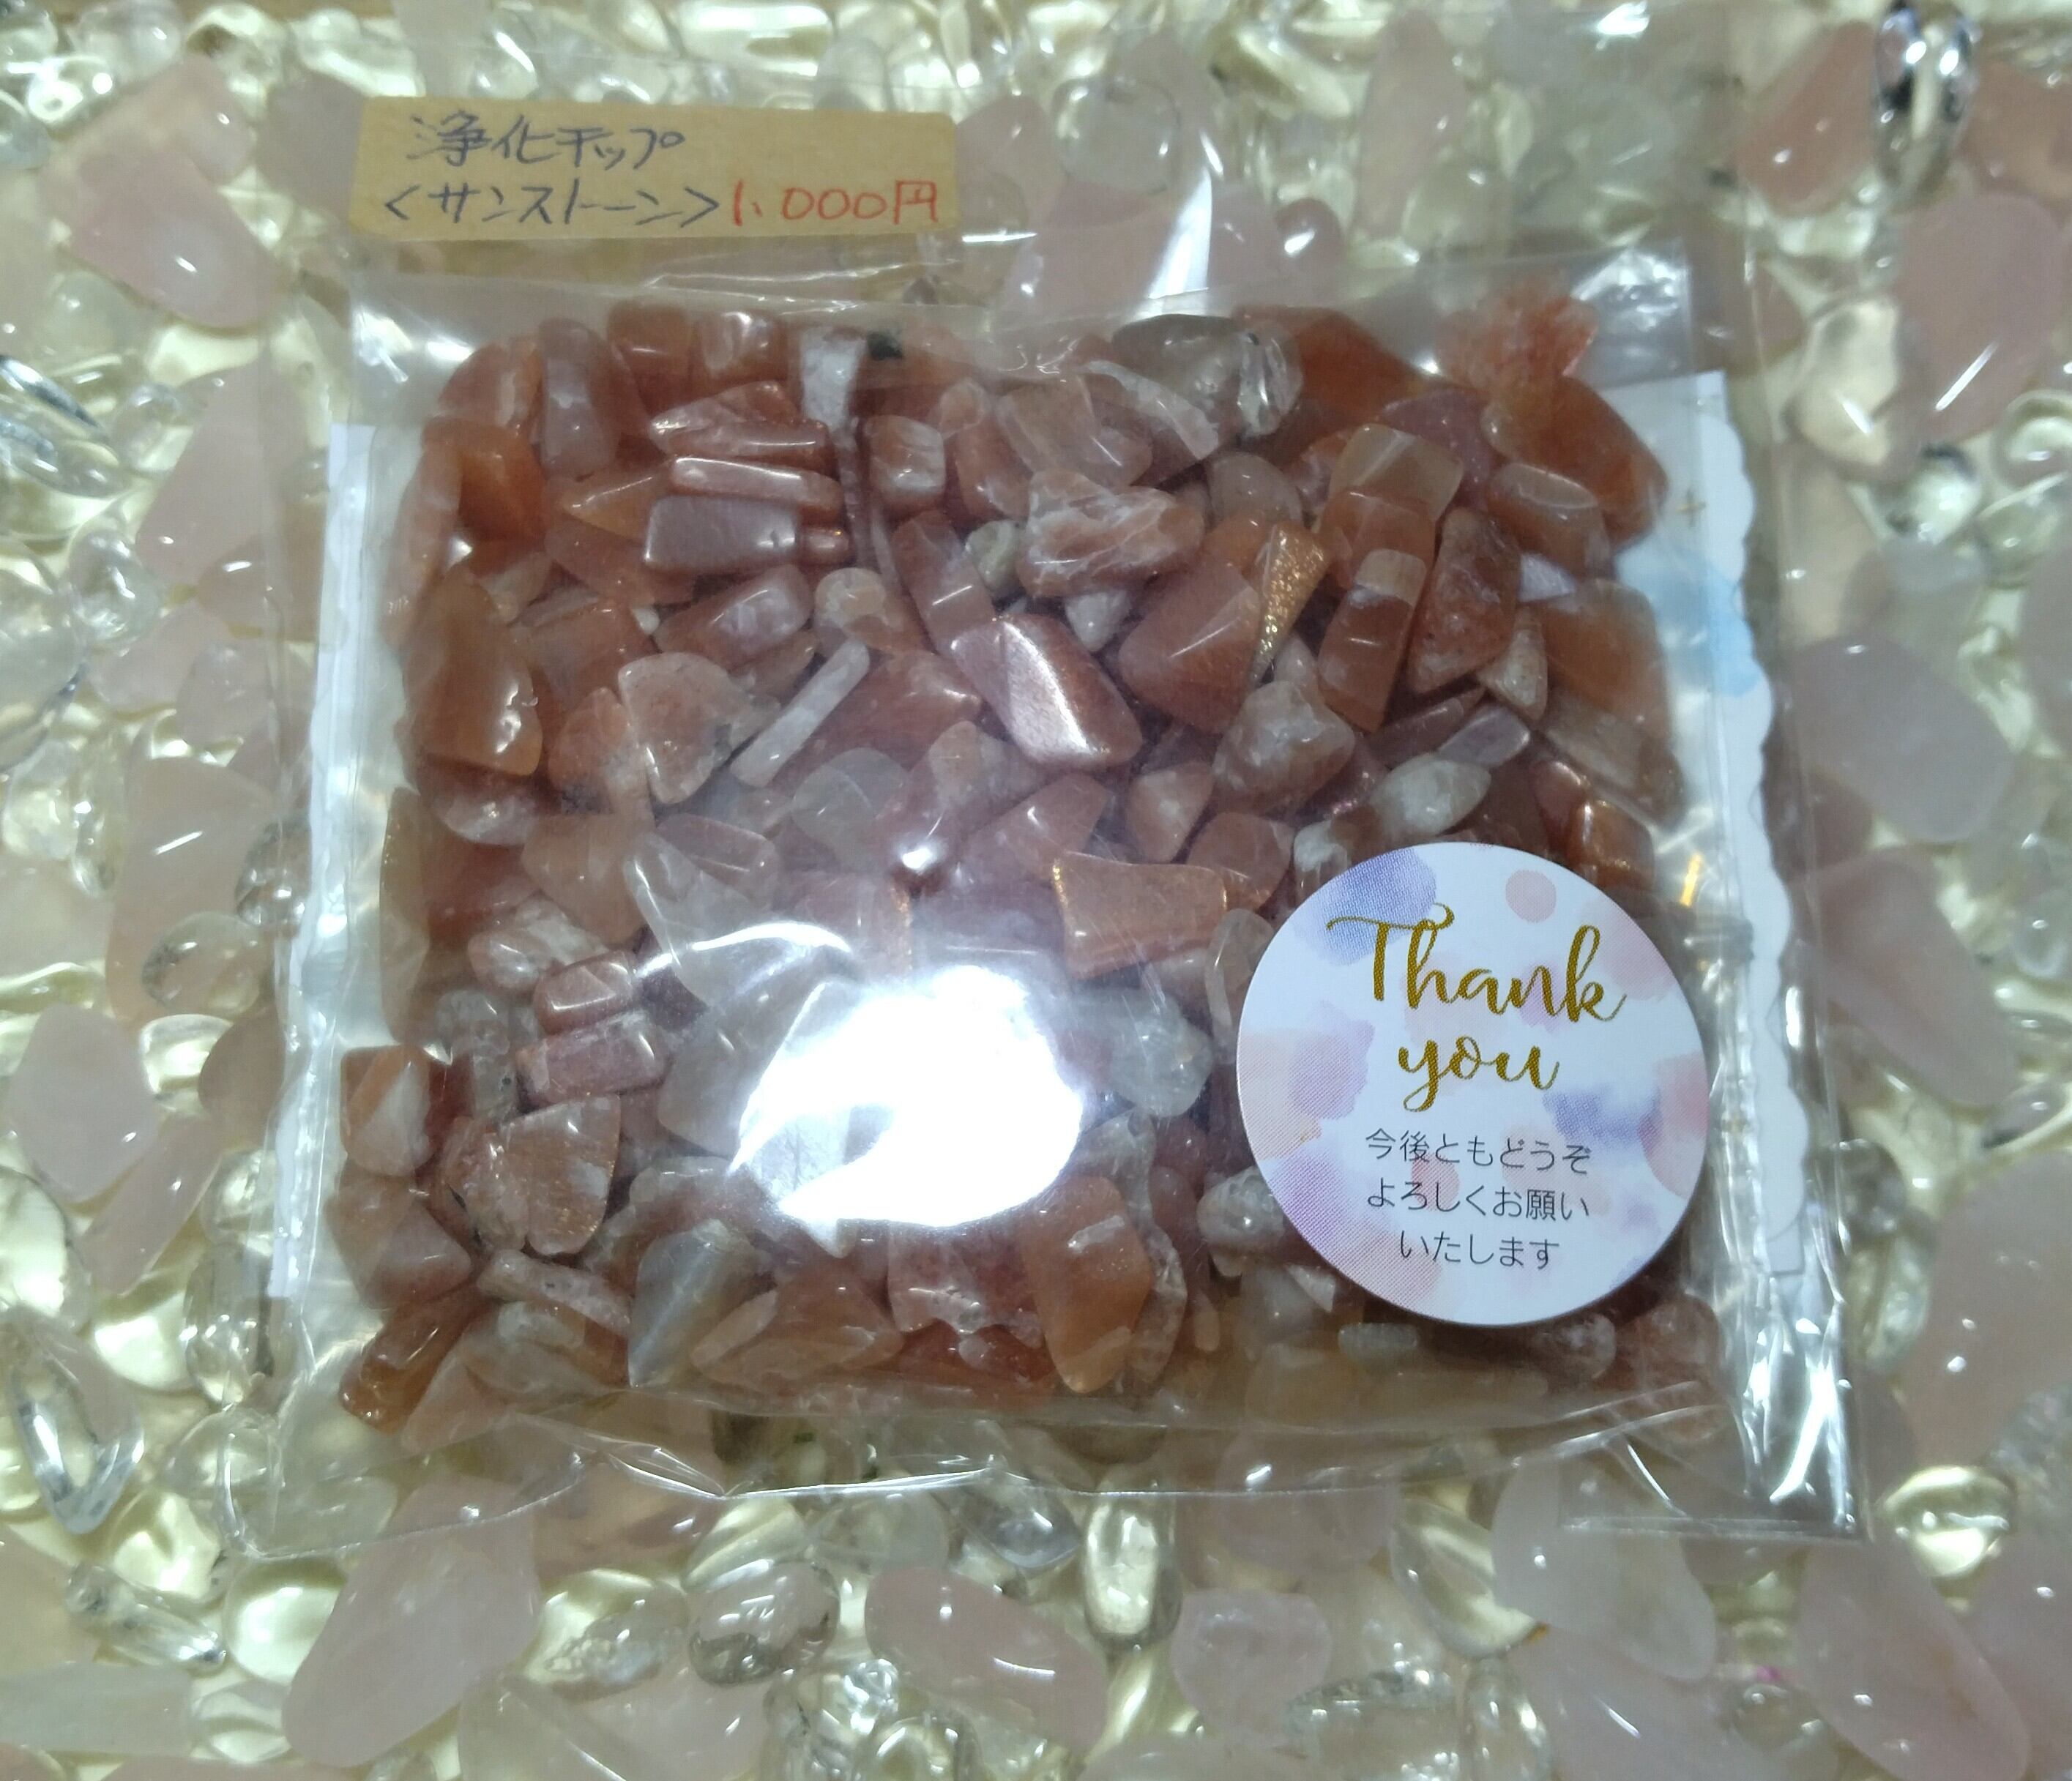 浄化チップ
<サンストーン>1、000円
Thank
you
今後ともどうぞ
よろしくお願い
いたします